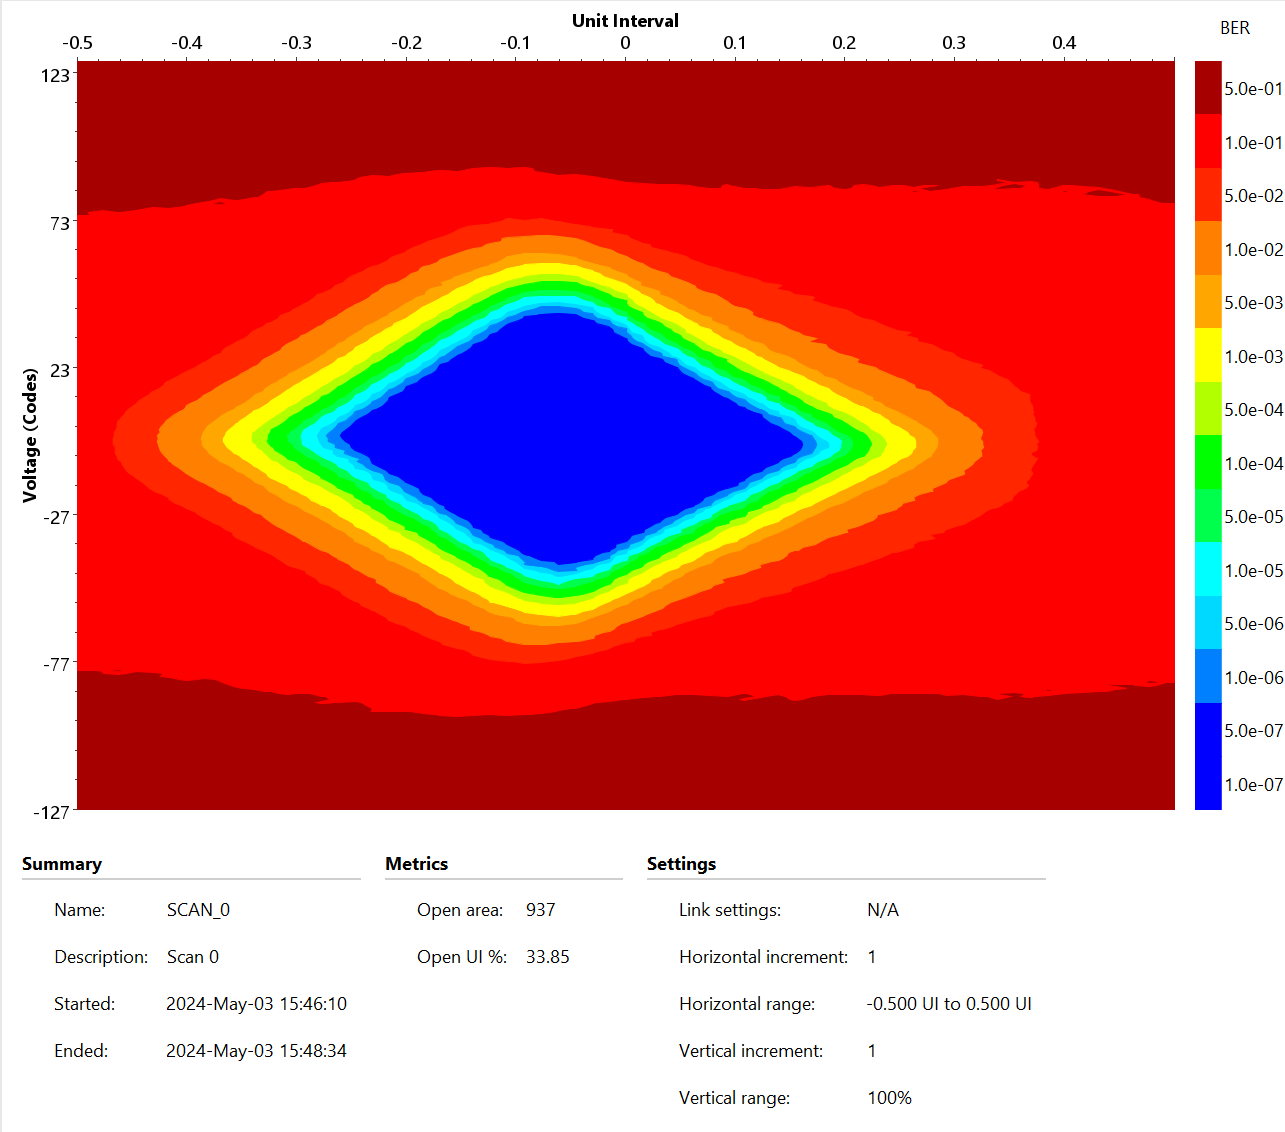 Unit Interval
BER
-0.5 -0.4 -0.3 -0.2 -0.1 0 0.1 0.2 0.3 0.4
123
73
23
-27
-77
-127
Voltage (Codes)
5.0e-01
1.0e-01
5.0e-02
1.0e-02
5.0e-03
1.0e-03
5.0e-04
1.0e-04
5.0e-05
1.0e-05
5.0e-06
1.0e-06
5.0e-07
1.0e-07
Summary
Name: SCAN_0
Description: Scan 0
Started: 2024-May-03 15:46:10
Ended: 2024-May-03 15:48:34
Metrics
Open area: 937
Open UI %: 33.85
Settings
Link settings: N/A
Horizontal increment: 1
Horizontal range: -0.500 UI to 0.500 UI
Vertical increment: 1
Vertical range: 100%